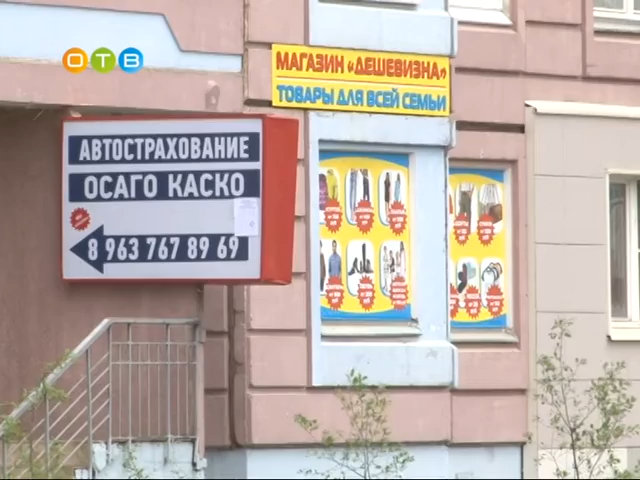 ОТВ
МАГАЗИН «ДЕШЕВИЗНА»
ТОВАРЫ ДЛЯ ВСЕЙ СЕМЬИ
АВТОСТРАХОВАНИЕ
ОСАГО КАСКО
8 963 767 89 69